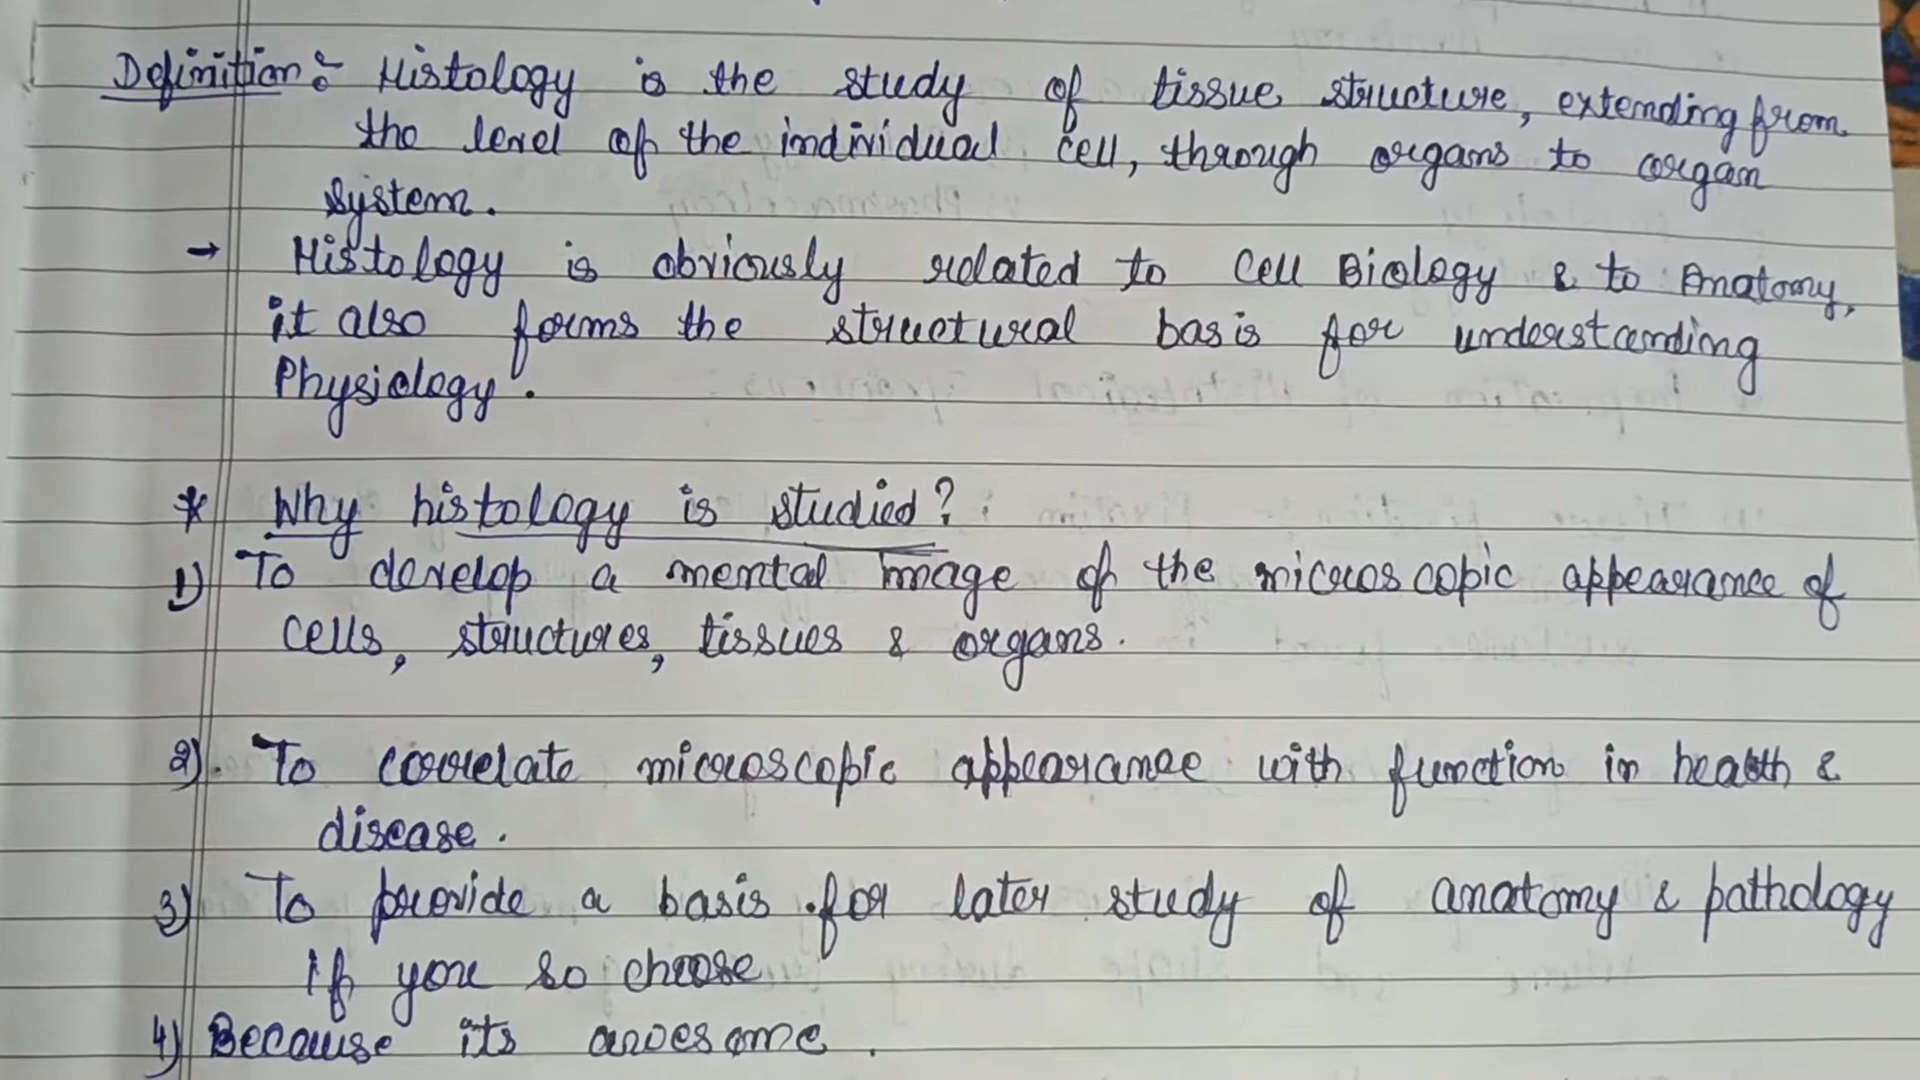 Definition :- Histology is the study of tissue structure, extending from
the level of the individual cell, through organs to organ
system.
→ Histology is obviously related to Cell Biology & to Anatomy,
it also forms the structural basis for understanding
Physiology.
* Why histology is studied?
1) To develop a mental image of the microscopic appearance of
cells, structures, tissues & organs.
2). To correlate microscopic appearance with function in health &
disease.
3) To provide a basis for later study of anatomy & pathology
If you so choose
4) Because its awesome.